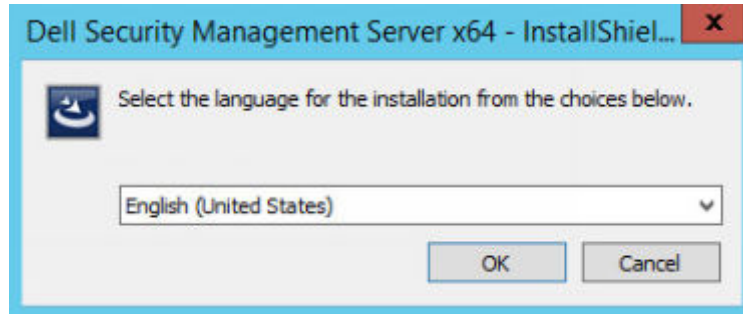 Dell Security Management Server x64 - InstallShiel...
x
Select the language for the installation from the choices below.
English (United States)
OK
Cancel